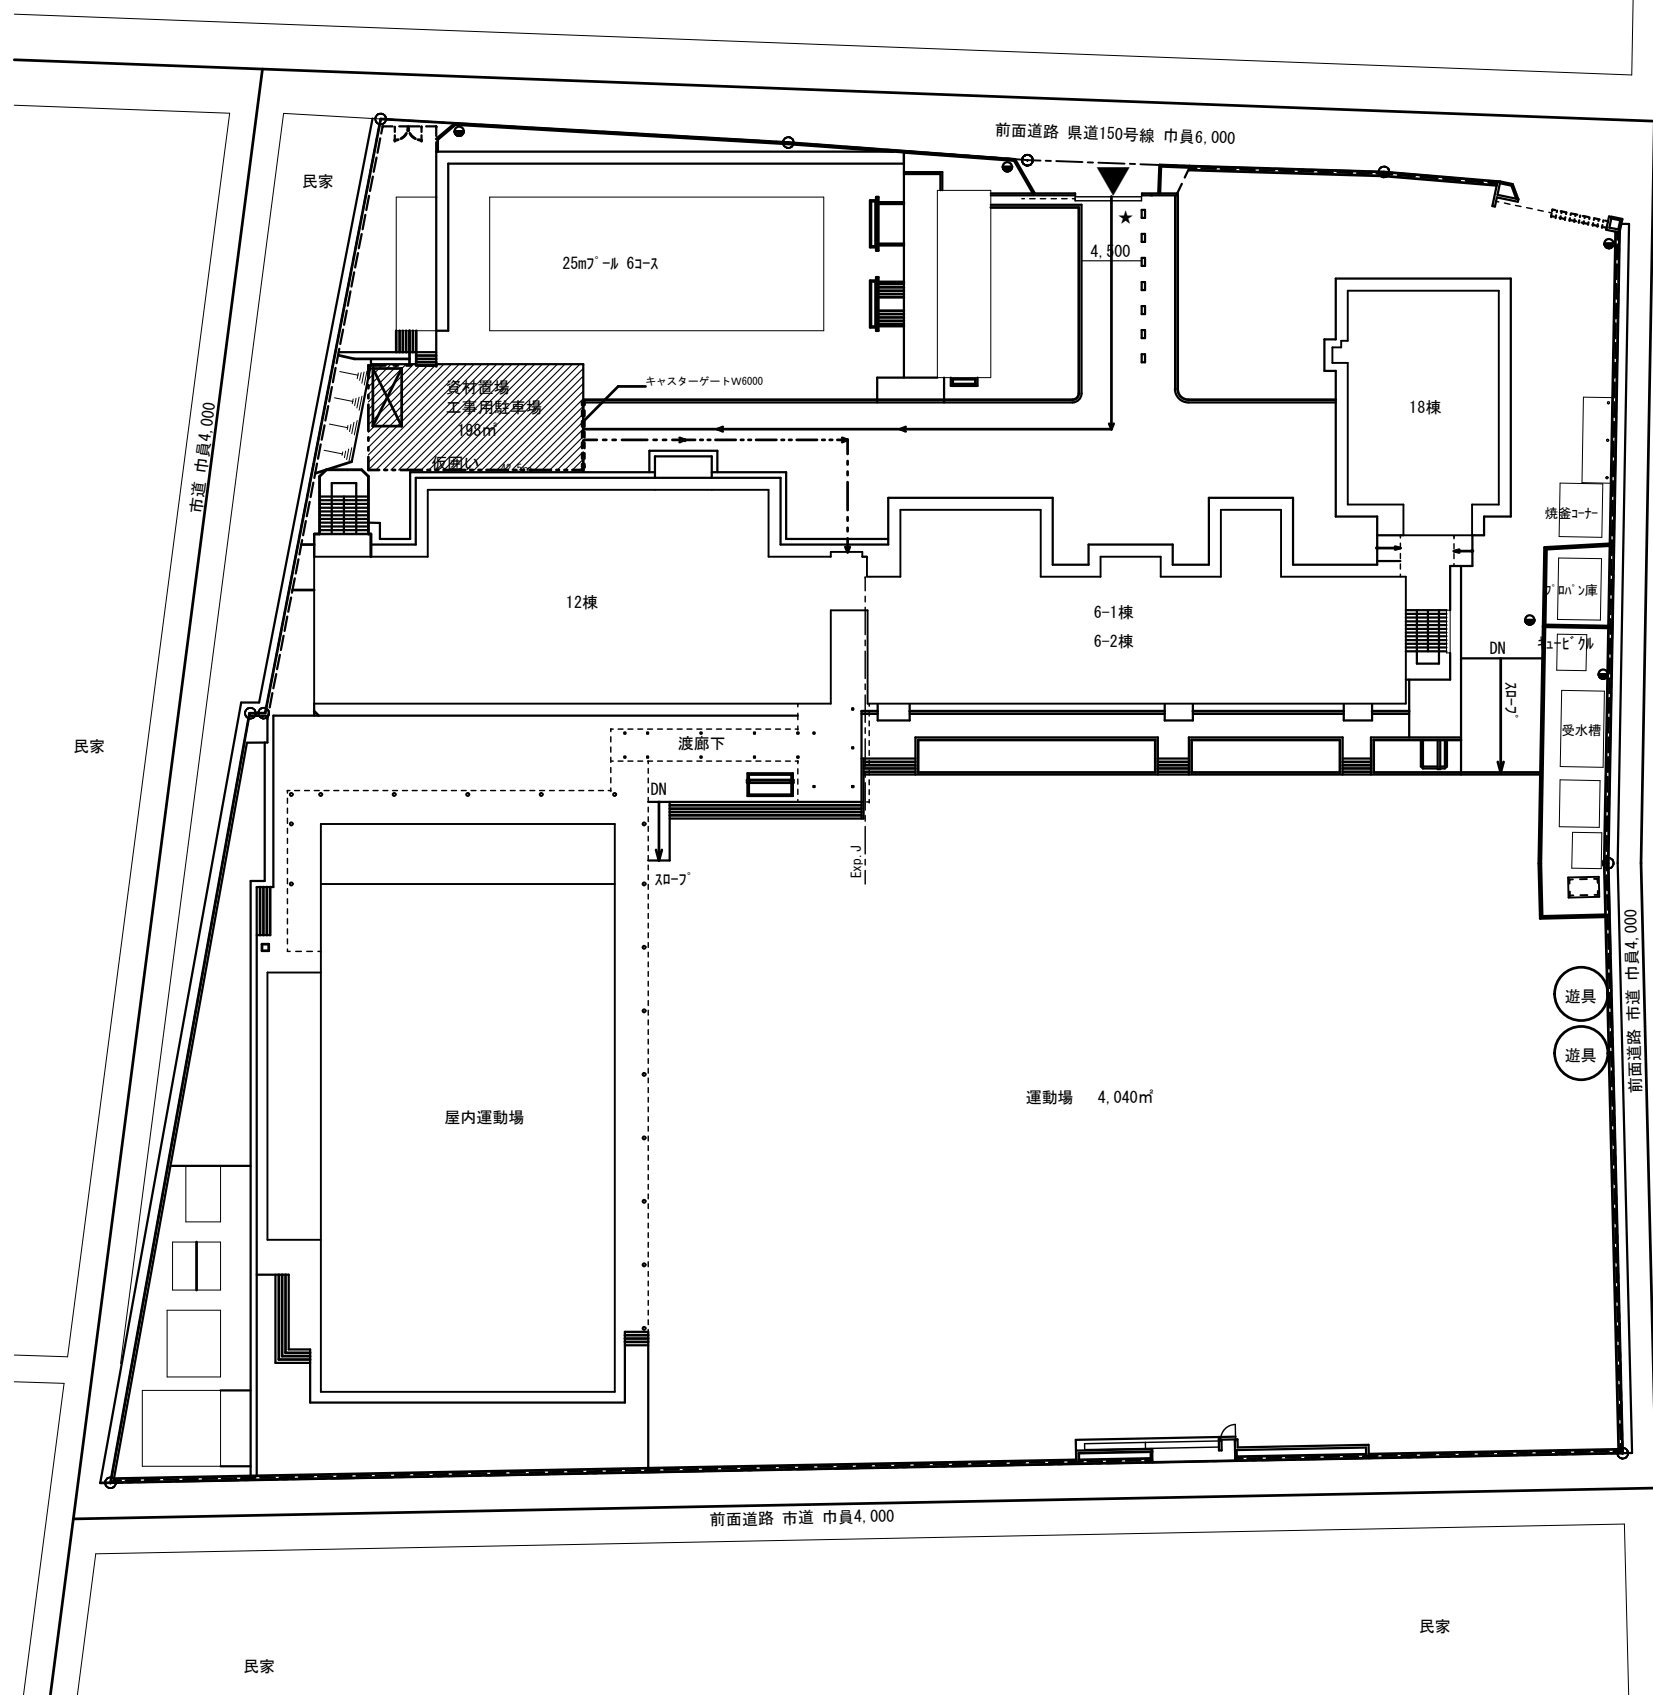 前面道路 県道150号線 巾員6,000
民家
★
4,500
25mﾌﾟｰﾙ 6ｺｰｽ
キャスターゲートW6000
資材置場
工事用駐車場
198㎡
仮囲い
18棟
市道 巾員4,000
焼釜ｺｰﾅｰ
ﾌﾟﾛﾊﾟﾝ庫
12棟
6-1棟
6-2棟
ｷｭｰﾋﾞｸﾙ
DN
ｽﾛｰﾌﾟ
受水槽
民家
渡廊下
DN
ｽﾛｰﾌﾟ
Exp.J
前面道路 市道 巾員4,000
遊具
遊具
運動場 4,040㎡
屋内運動場
前面道路 市道 巾員4,000
民家
民家